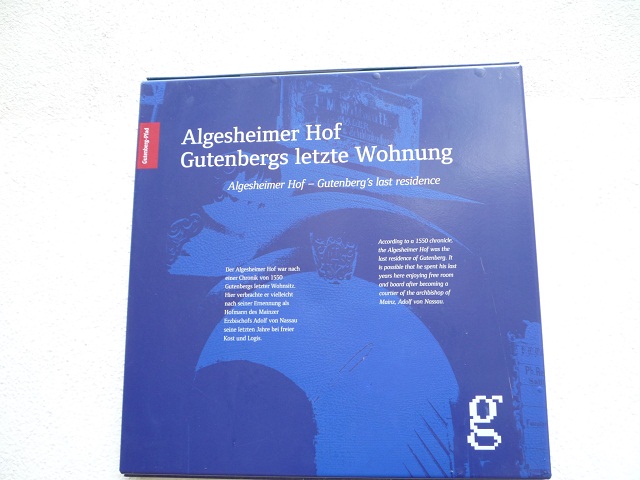 Gutenberg-Pfad
Algesheimer Hof
Gutenbergs letzte Wohnung
Algesheimer Hof – Gutenberg's last residence
Der Algesheimer Hof war nach
einer Chronik von 1550
Gutenbergs letzter Wohnsitz.
Hier verbrachte er vielleicht
nach seiner Ernennung als
Hofmann des Mainzer
Erzbischofs Adolf von Nassau
seine letzten Jahre bei freier
Kost und Logis.
According to a 1550 chronicle,
the Algesheimer Hof was the
last residence of Gutenberg. It
is possible that he spent his last
years here enjoying free room
and board after becoming a
courtier of the archbishop of
Mainz, Adolf von Nassau.
g